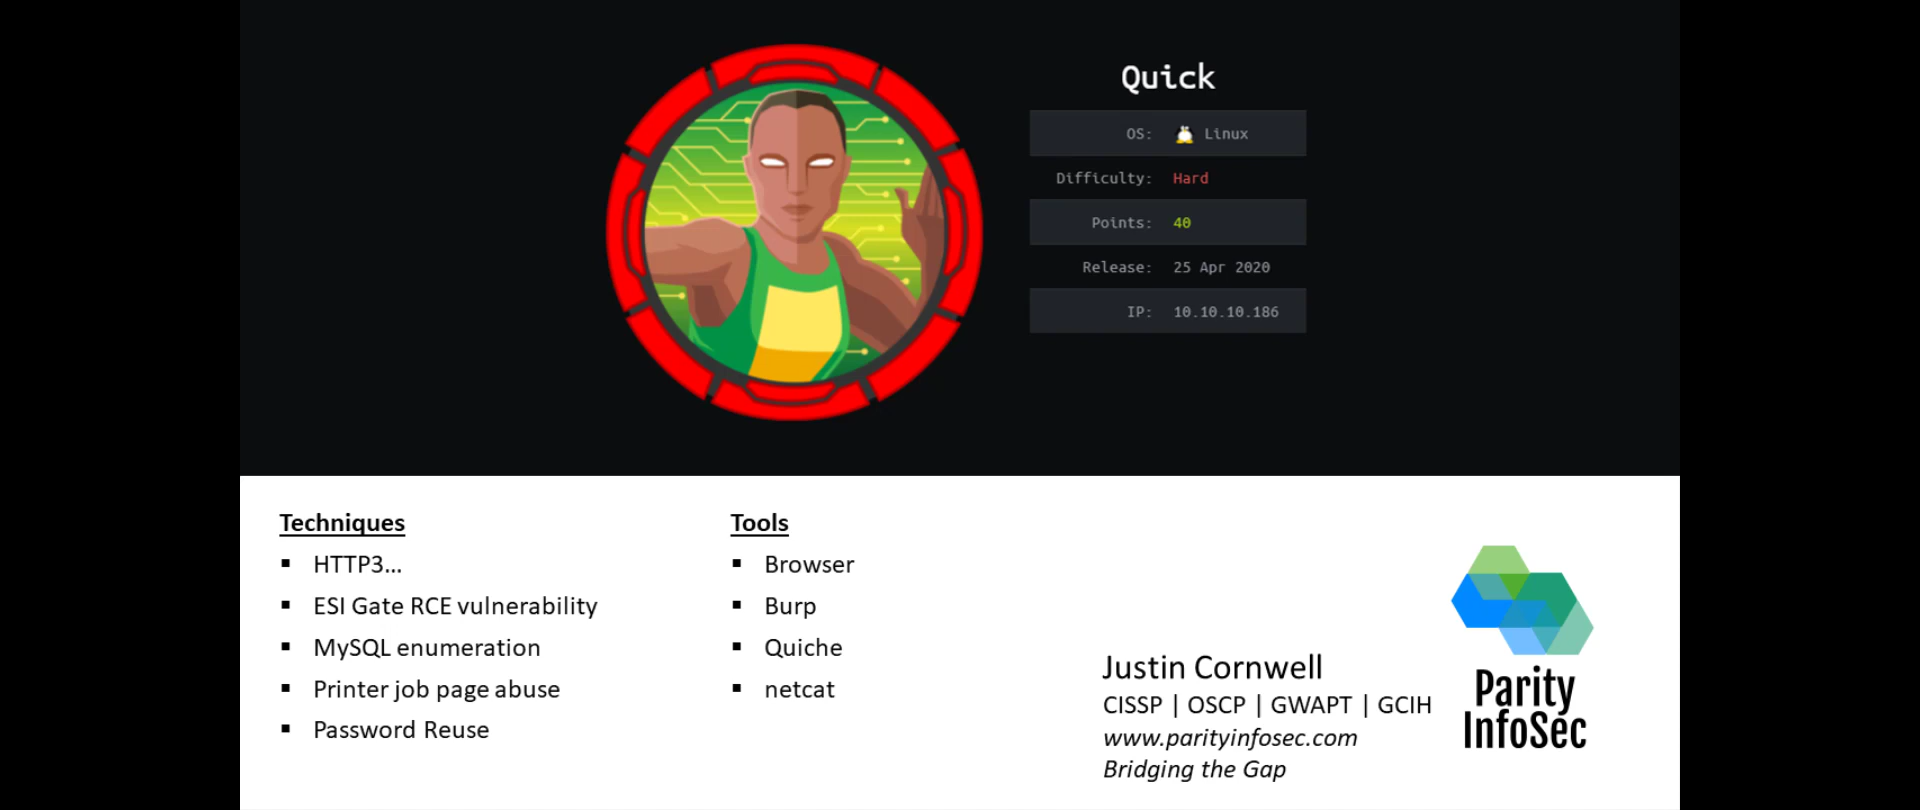 Quick
OS: Linux
Difficulty: Hard
Points: 40
Release: 25 Apr 2020
IP: 10.10.10.186
Techniques
▪ HTTP3...
▪ ESI Gate RCE vulnerability
▪ MySQL enumeration
▪ Printer job page abuse
▪ Password Reuse
Tools
▪ Browser
▪ Burp
▪ Quiche
▪ netcat
Justin Cornwell
CISSP | OSCP | GWAPT | GCIH
www.parityinfosec.com
Bridging the Gap
Parity
InfoSec